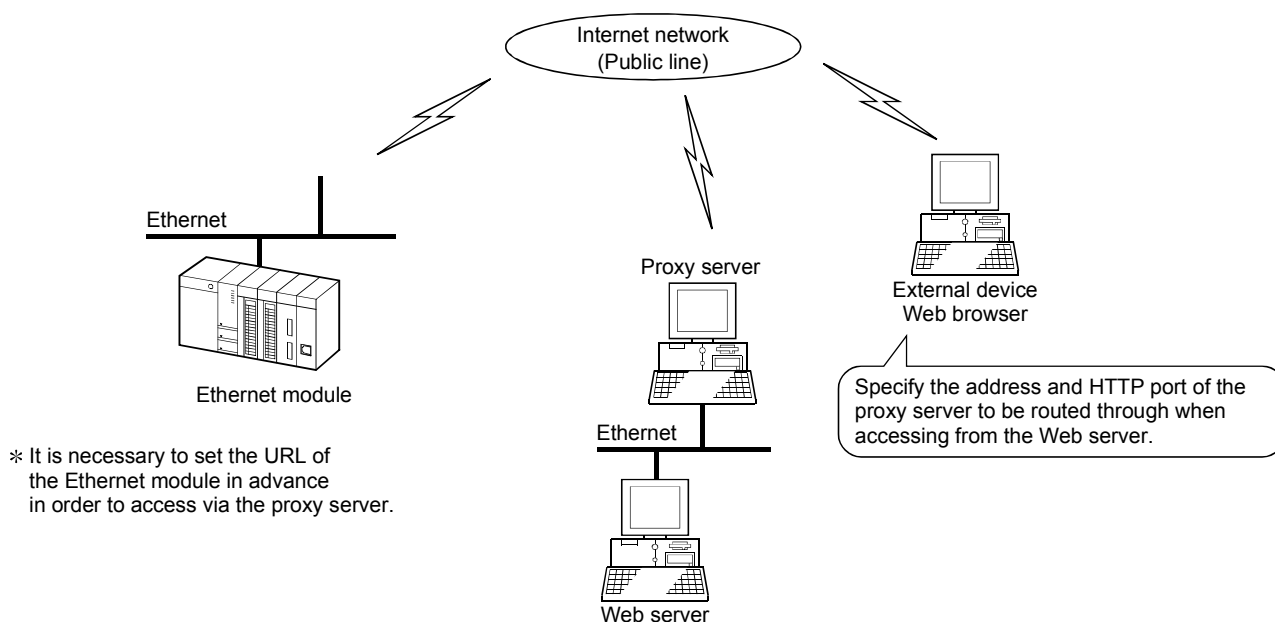 Internet network
(Public line)
Ethernet
Ethernet module
∗ It is necessary to set the URL of
the Ethernet module in advance
in order to access via the proxy server.
Proxy server
Ethernet
Web server
External device
Web browser
Specify the address and HTTP port of the
proxy server to be routed through when
accessing from the Web server.